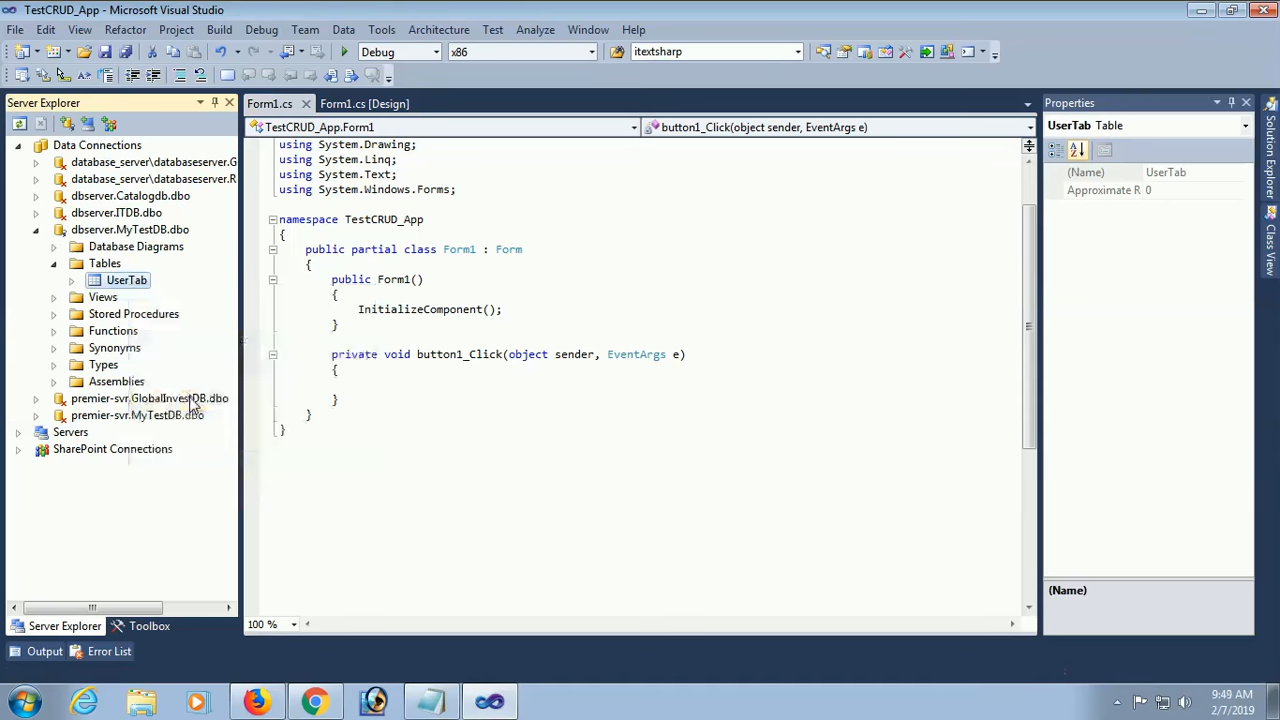 TestCRUD_App - Microsoft Visual Studio
File Edit View Refactor Project Build Debug Team Data Tools Architecture Test Analyze Window Help
Debug x86 itextsharp
Server Explorer
Data Connections
database_server\databaseserver.G
database_server\databaseserver.R
dbserver.Catalogdb.dbo
dbserver.ITDB.dbo
dbserver.MyTestDB.dbo
Database Diagrams
Tables
UserTab
Views
Stored Procedures
Functions
Synonyms
Types
Assemblies
premier-svr.GlobalInvestDB.dbo
premier-svr.MyTestDB.dbo
Servers
SharePoint Connections
Server Explorer Toolbox
Output Error List
Form1.cs Form1.cs [Design]
TestCRUD_App.Form1 button1_Click(object sender, EventArgs e)
using System.Drawing;
using System.Linq;
using System.Text;
using System.Windows.Forms;
namespace TestCRUD_App
{
public partial class Form1 : Form
{
public Form1()
{
InitializeComponent();
}
private void button1_Click(object sender, EventArgs e)
{
}
}
}
100 %
Properties
UserTab Table
(Name) UserTab
Approximate R 0
(Name)
Solution Explorer
Class View
9:49 AM
2/7/2019